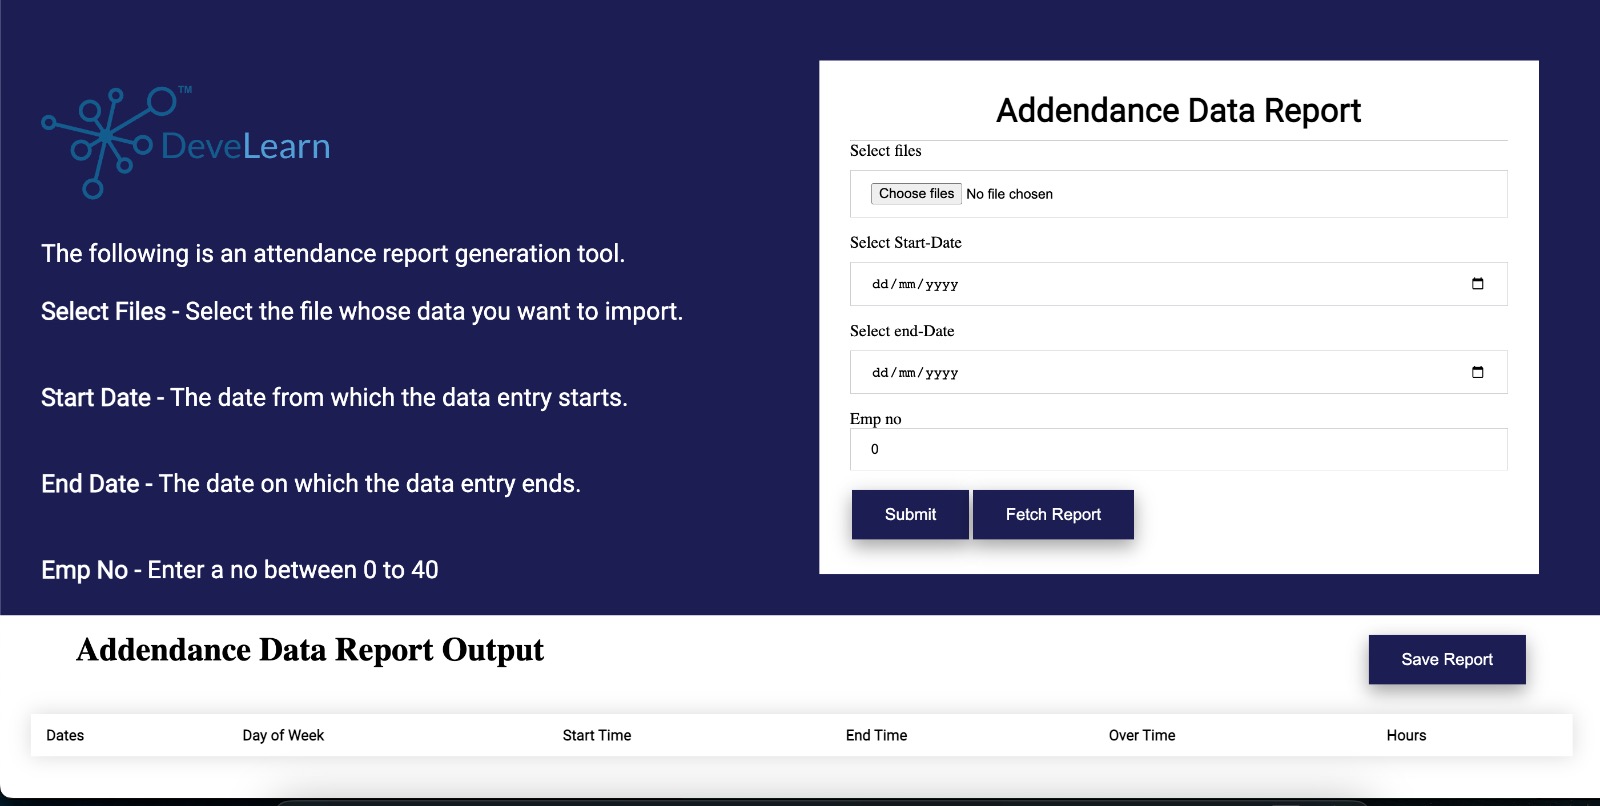 DeveLearn™
The following is an attendance report generation tool.
Select Files - Select the file whose data you want to import.
Start Date - The date from which the data entry starts.
End Date - The date on which the data entry ends.
Emp No - Enter a no between 0 to 40
Addendance Data Report
Select files
Choose files No file chosen
Select Start-Date
dd/mm/yyyy
Select end-Date
dd/mm/yyyy
Emp no
0
Submit Fetch Report
Addendance Data Report Output
Save Report
Dates Day of Week Start Time End Time Over Time Hours